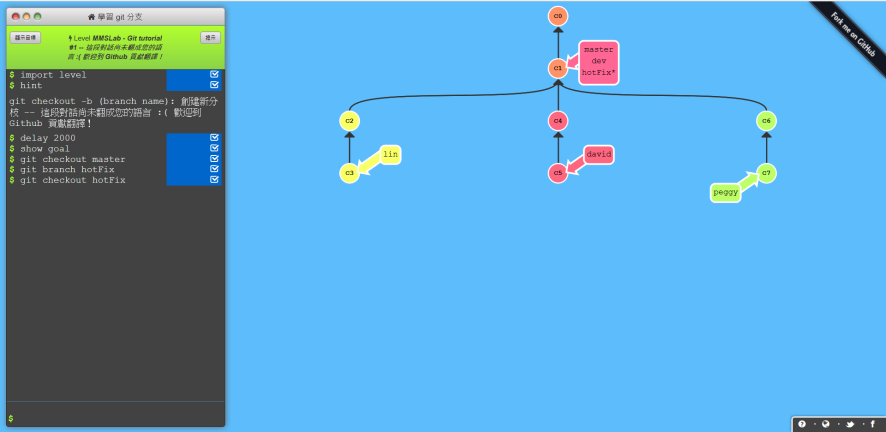 學習 git 分支
顯示目標
Level MMSLab - Git tutorial
#1 -- 這段對話尚未翻成您的語
言 :( 歡迎到 Github 貢獻翻譯！
提示
$ import level
$ hint
git checkout -b (branch name): 創建新分
枝 -- 這段對話尚未翻成您的語言 :( 歡迎到
Github 貢獻翻譯！
$ delay 2000
$ show goal
$ git checkout master
$ git branch hotFix
$ git checkout hotFix
$
C0
C1
master
dev
hotFix*
C2
C4
C6
lin
david
C3
C5
C7
peggy
Fork me on GitHub